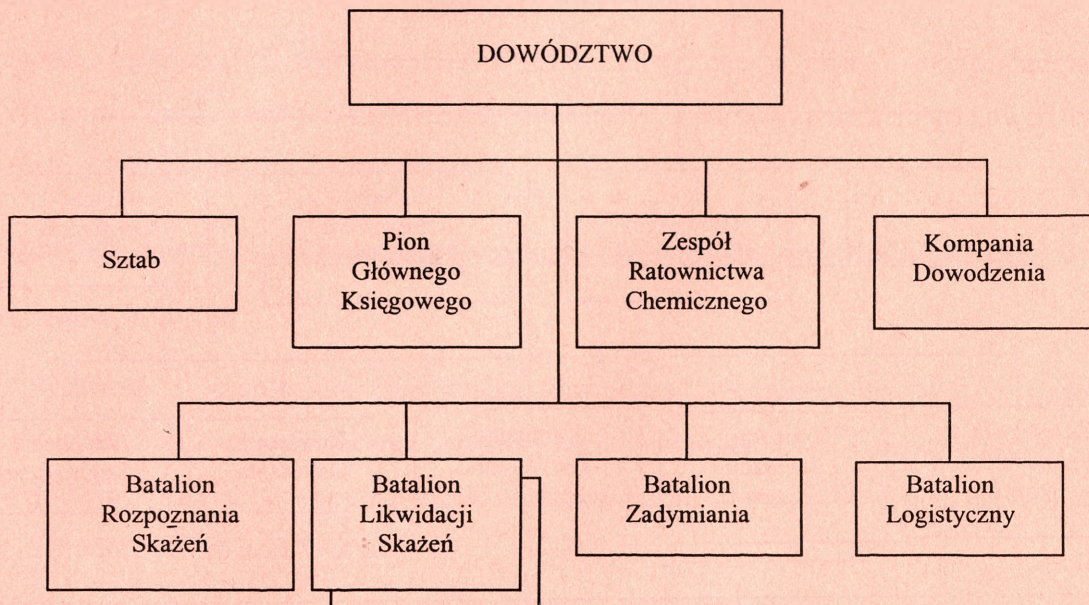 DOWÓDZTWO
Sztab
Pion
Głównego
Księgowego
Zespół
Ratownictwa
Chemicznego
Kompania
Dowodzenia
Batalion
Rozpoznania
Skażeń
Batalion
Likwidacji
Skażeń
Batalion
Zadymiania
Batalion
Logistyczny